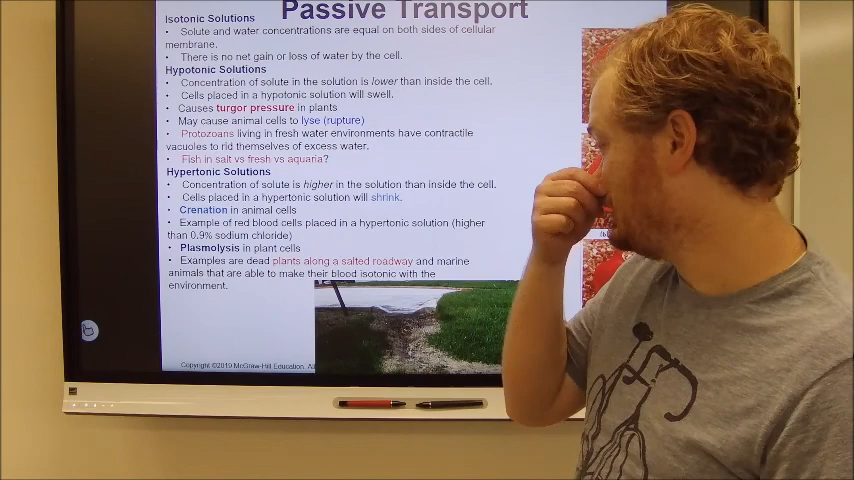 Passive Transport
Isotonic Solutions
• Solute and water concentrations are equal on both sides of cellular
membrane.
• There is no net gain or loss of water by the cell.
Hypotonic Solutions
• Concentration of solute in the solution is lower than inside the cell.
• Cells placed in a hypotonic solution will swell.
• Causes turgor pressure in plants
• May cause animal cells to lyse (rupture)
• Protozoans living in fresh water environments have contractile
vacuoles to rid themselves of excess water.
• Fish in salt vs fresh vs aquaria?
Hypertonic Solutions
• Concentration of solute is higher in the solution than inside the cell.
• Cells placed in a hypertonic solution will shrink.
• Crenation in animal cells
• Example of red blood cells placed in a hypertonic solution (higher
than 0.9% sodium chloride)
• Plasmolysis in plant cells
• Examples are dead plants along a salted roadway and marine
animals that are able to make their blood isotonic with the
environment.
Copyright ©2019 McGraw-Hill Education. All